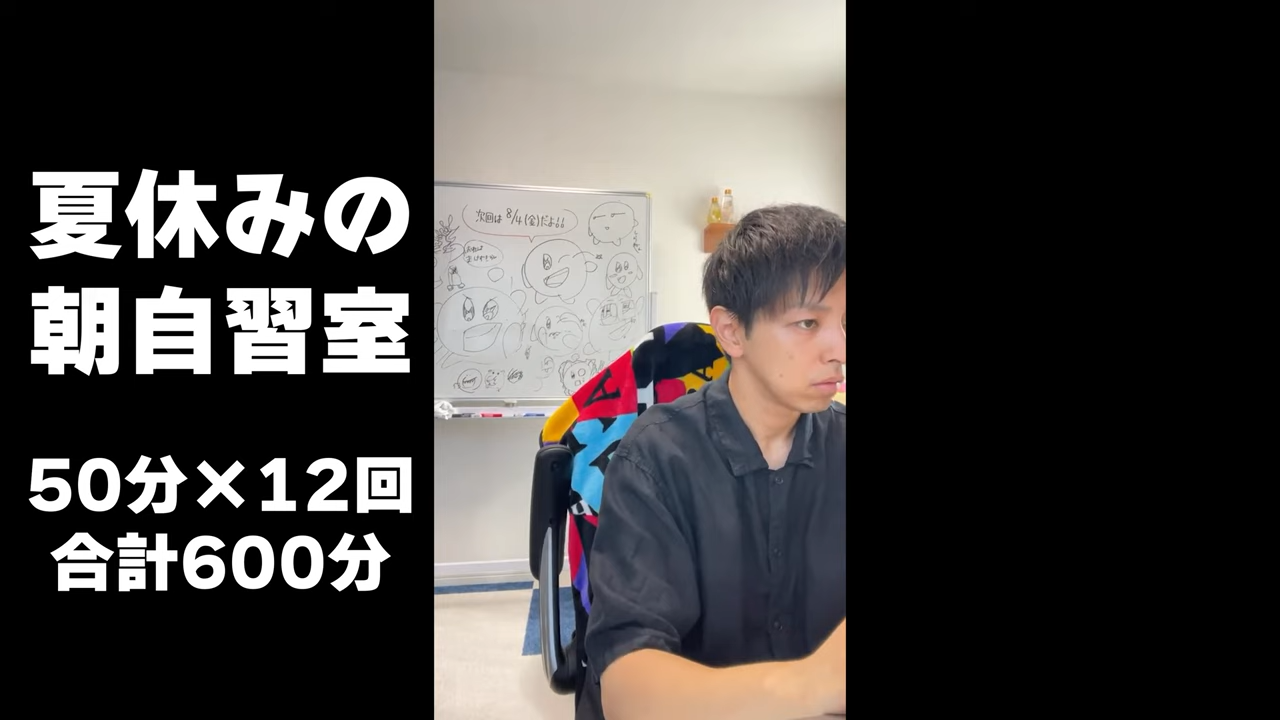 夏休みの
朝自習室
50分×12回
合計600分
次回は8/4(金)だよ!!
A
A